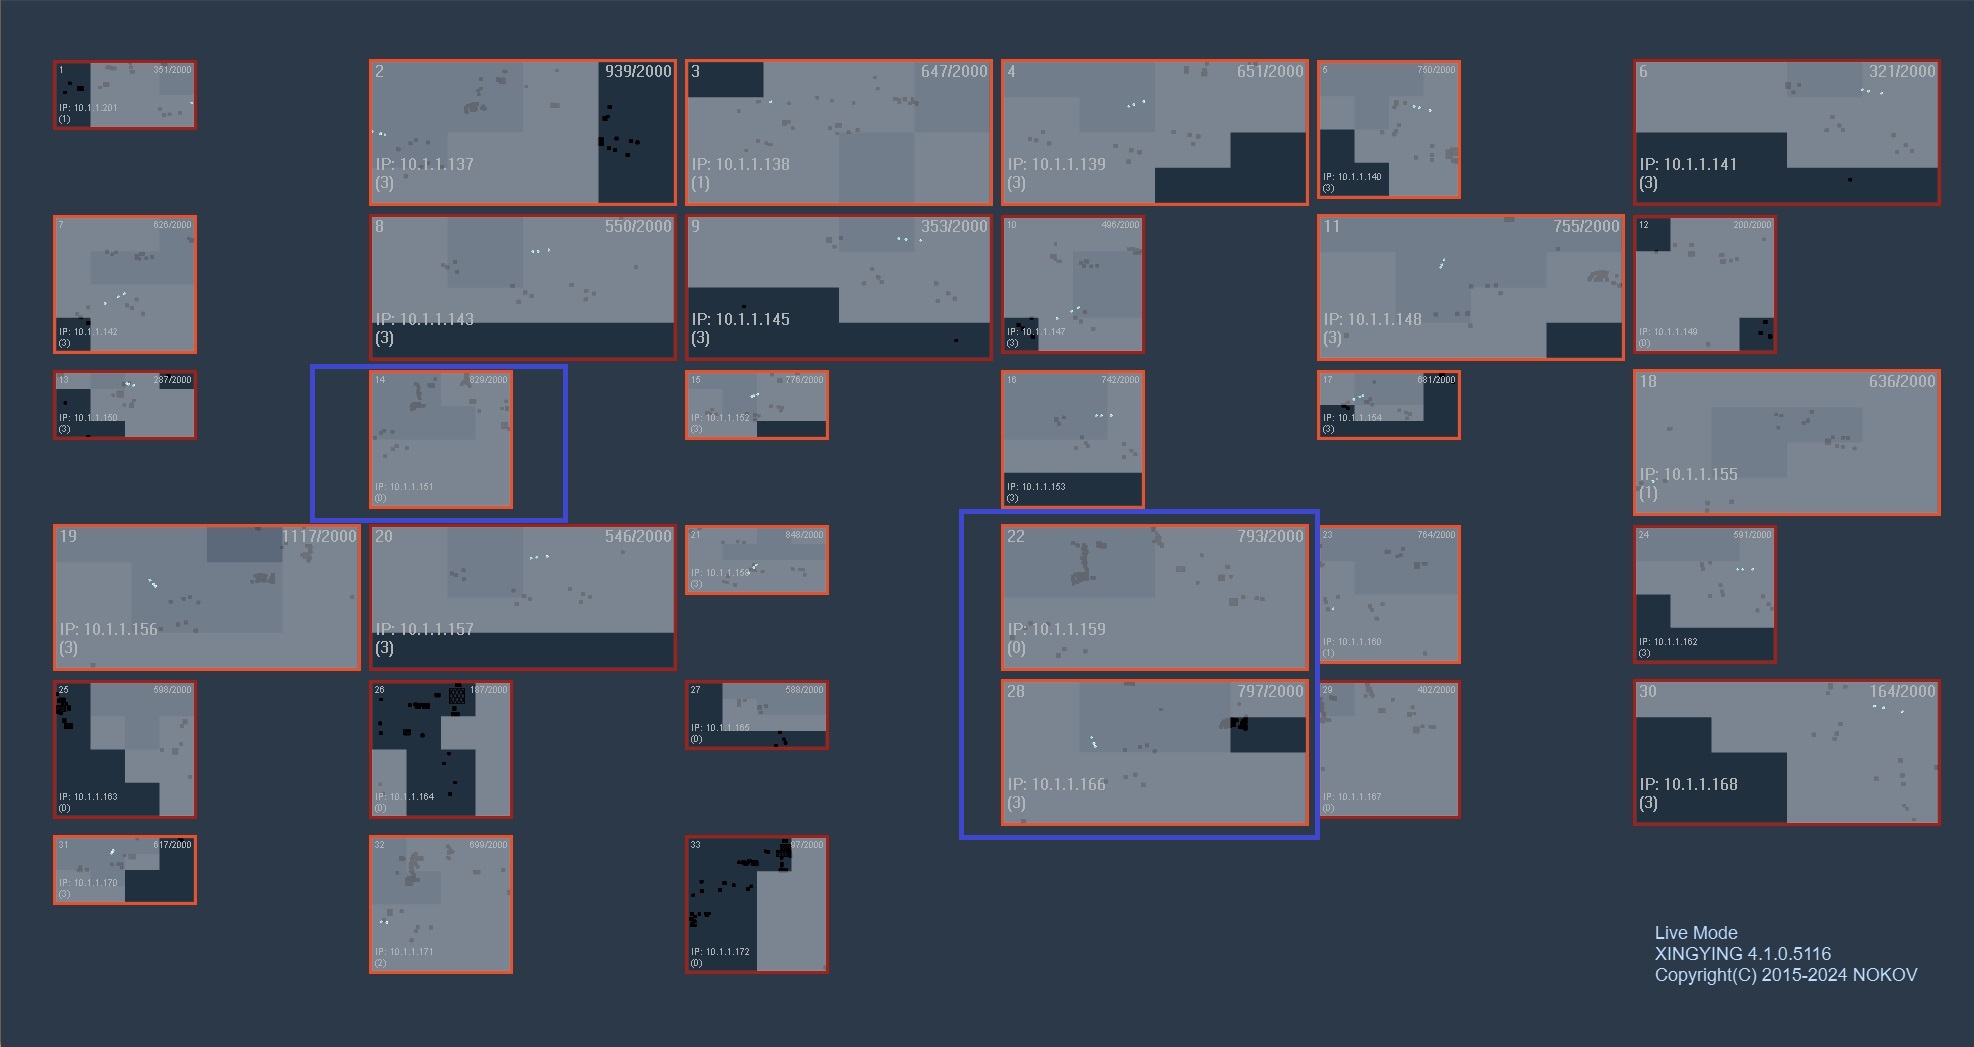 1 351/2000
IP: 10.1.1.201
(1)
2 939/2000
IP: 10.1.1.137
(3)
3 647/2000
IP: 10.1.1.138
(1)
4 651/2000
IP: 10.1.1.139
(3)
5 750/2000
IP: 10.1.1.140
(3)
6 321/2000
IP: 10.1.1.141
(3)
7 626/2000
IP: 10.1.1.142
(3)
8 550/2000
IP: 10.1.1.143
(3)
9 353/2000
IP: 10.1.1.145
(3)
10 496/2000
IP: 10.1.1.147
(3)
11 755/2000
IP: 10.1.1.148
(3)
12 200/2000
IP: 10.1.1.149
(0)
13 287/2000
IP: 10.1.1.150
(3)
14 829/2000
IP: 10.1.1.151
(0)
15 776/2000
IP: 10.1.1.152
(3)
16 742/2000
IP: 10.1.1.153
(3)
17 681/2000
IP: 10.1.1.154
(3)
18 636/2000
IP: 10.1.1.155
(1)
19 1117/2000
IP: 10.1.1.156
(3)
20 546/2000
IP: 10.1.1.157
(3)
21 848/2000
IP: 10.1.1.158
(3)
22 793/2000
IP: 10.1.1.159
(0)
23 764/2000
IP: 10.1.1.160
(1)
24 591/2000
IP: 10.1.1.162
(3)
25 598/2000
IP: 10.1.1.163
(0)
26 187/2000
IP: 10.1.1.164
(0)
27 588/2000
IP: 10.1.1.165
(0)
28 797/2000
IP: 10.1.1.166
(3)
29 402/2000
IP: 10.1.1.167
(0)
30 164/2000
IP: 10.1.1.168
(3)
31 617/2000
IP: 10.1.1.170
(3)
32 699/2000
IP: 10.1.1.171
(2)
33 97/2000
IP: 10.1.1.172
(0)
Live Mode
XINGYING 4.1.0.5116
Copyright(C) 2015-2024 NOKOV